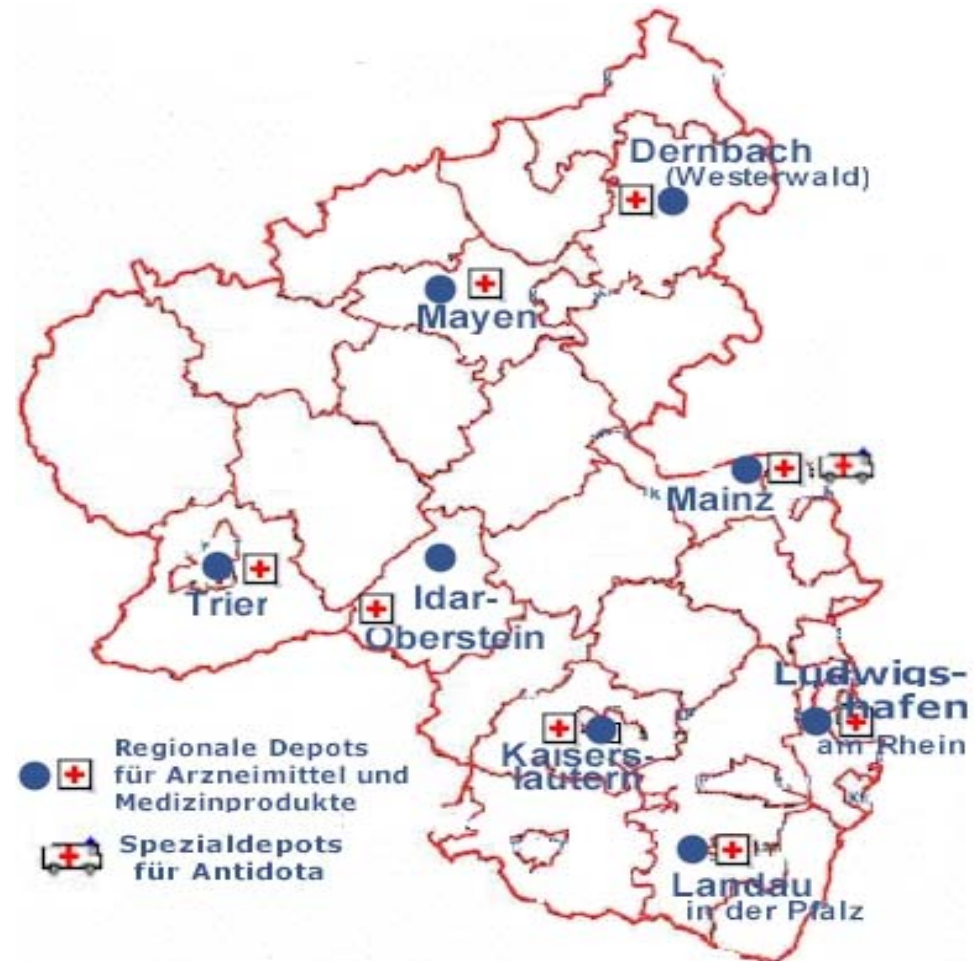 Dernbach
(Westerwald)
Mayen
Mainz
Trier
Idar-
Oberstein
Ludwigs-
hafen
am Rhein
Kaisers-
lautern
Landau
in der Pfalz
Regionale Depots
für Arzneimittel und
Medizinprodukte
Spezialdepots
für Antidota